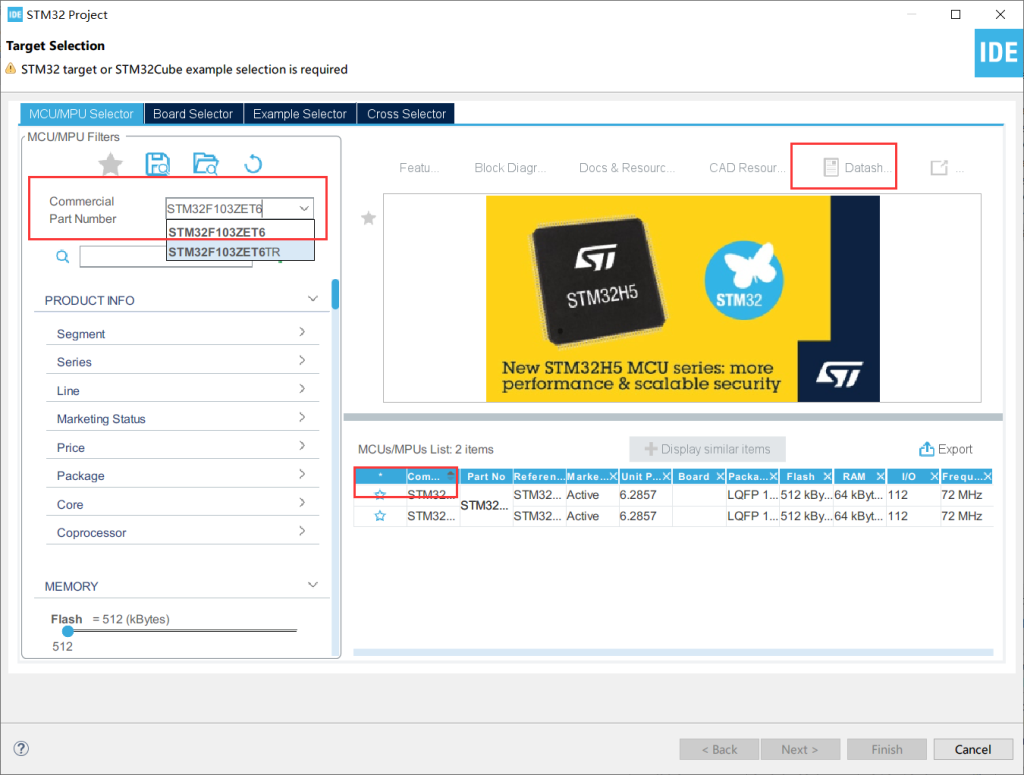 IDE STM32 Project
Target Selection
STM32 target or STM32Cube example selection is required
IDE
MCU/MPU Selector Board Selector Example Selector Cross Selector
MCU/MPU Filters
Commercial
Part Number
STM32F103ZET6
STM32F103ZET6
STM32F103ZET6TR
PRODUCT INFO
Segment
Series
Line
Marketing Status
Price
Package
Core
Coprocessor
MEMORY
Flash = 512 (kBytes)
512
Featu... Block Diagr... Docs & Resourc... CAD Resour... Datash... ...
ST
STM32H5
STM32
New STM32H5 MCU series: more
performance & scalable security
ST
MCUs/MPUs List: 2 items
Display similar items
Export
* Com... Part No Referen... Marke... Unit P... Board Packa... Flash RAM I/O Frequ...
STM32... STM32... STM32... Active 6.2857 LQFP 1... 512 kBy... 64 kByt... 112 72 MHz
STM32... STM32... Active 6.2857 LQFP 1... 512 kBy... 64 kByt... 112 72 MHz
? < Back Next > Finish Cancel